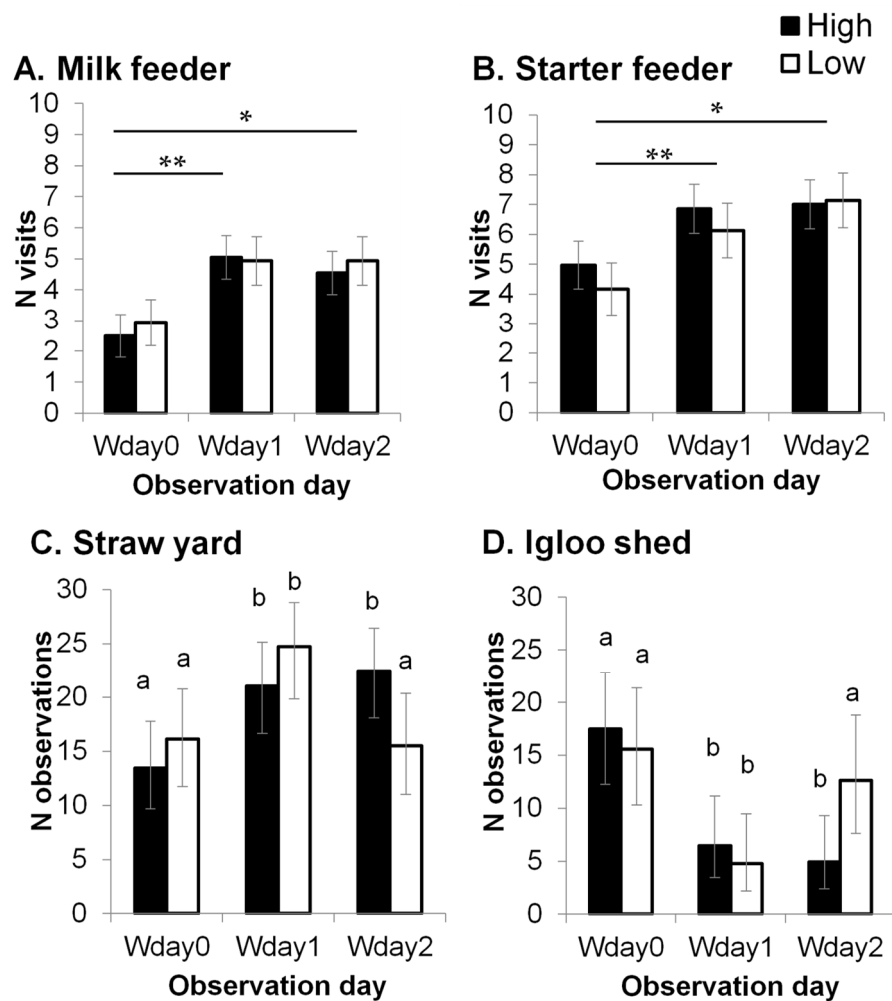 High
Low
A. Milk feeder
10
9
8
7
6
5
4
3
2
1
0
N visits
*
**
Wday0 Wday1 Wday2
Observation day
B. Starter feeder
10
9
8
7
6
5
4
3
2
1
0
N visits
*
**
Wday0 Wday1 Wday2
Observation day
C. Straw yard
30
25
20
15
10
5
0
N observations
a a b b b a
Wday0 Wday1 Wday2
Observation day
D. Igloo shed
30
25
20
15
10
5
0
N observations
a a b b b a
Wday0 Wday1 Wday2
Observation day